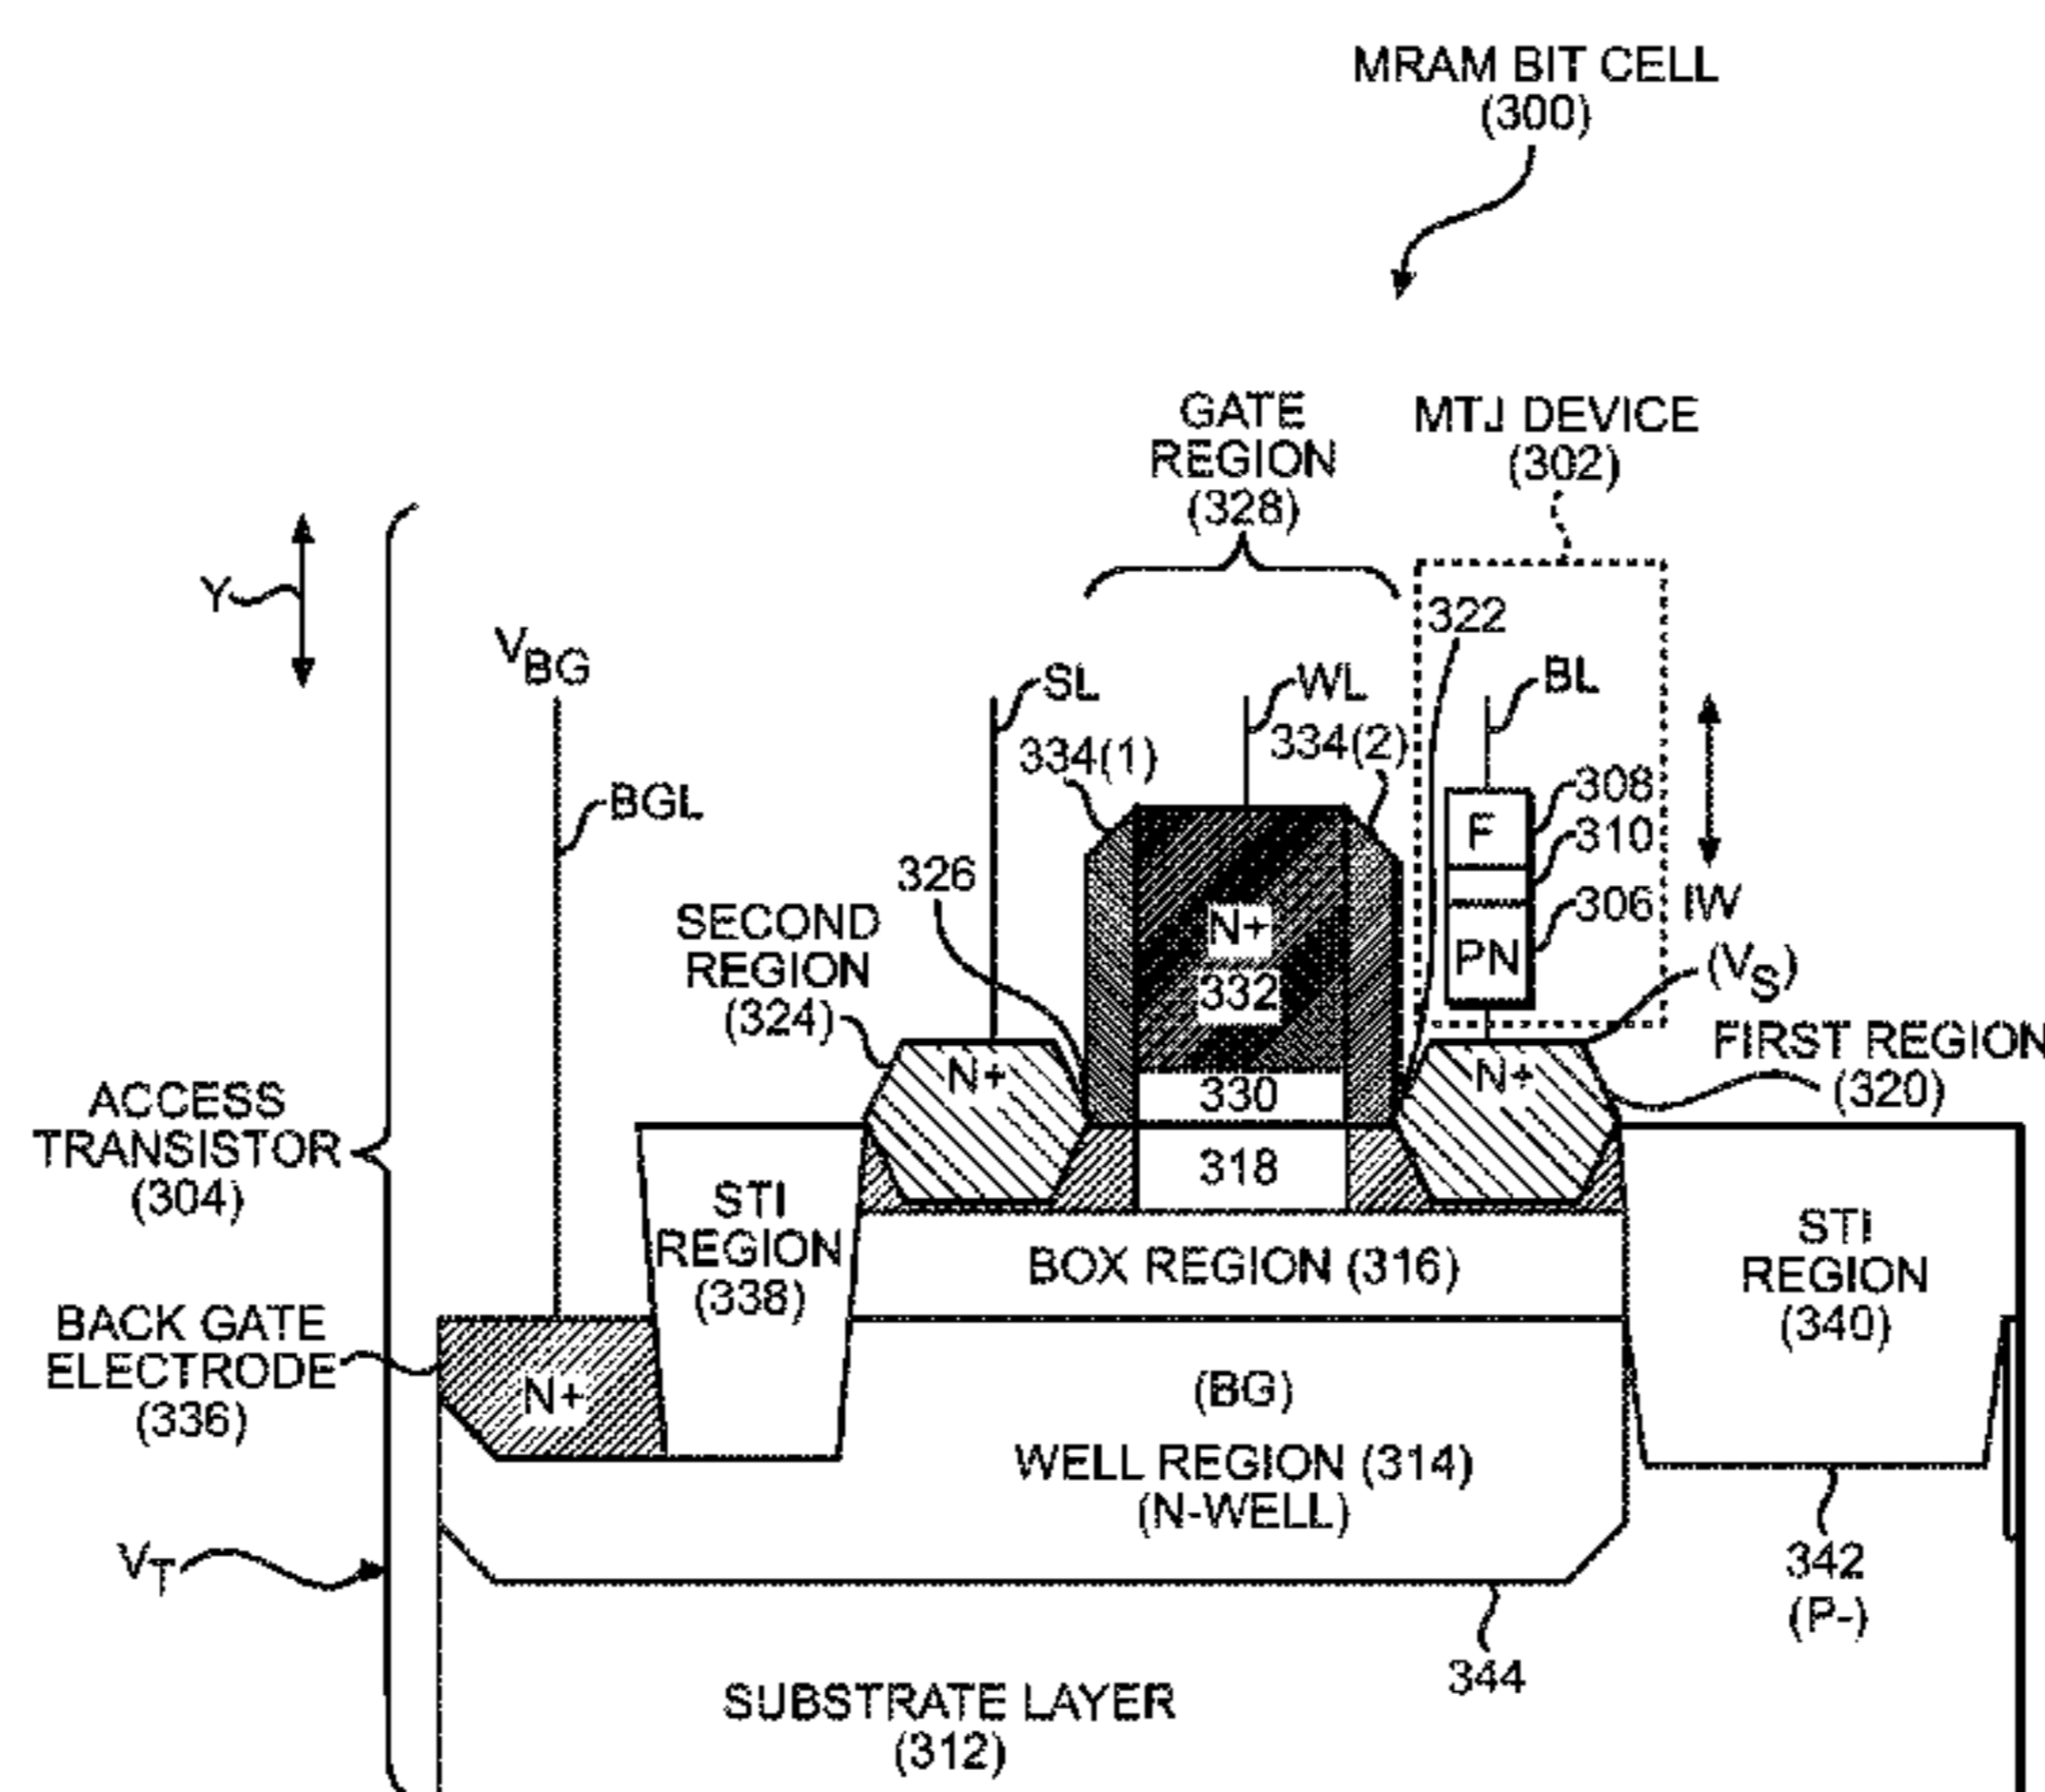 MRAM BIT CELL
(300)
GATE
REGION
(328)
MTJ DEVICE
(302)
Y
322
VBG
SL
WL
BL
334(1)
334(2)
BGL
308
F
310
326
306
IW
SECOND
REGION
(324)
N+
332
PN
(VS)
N+
N+
FIRST REGION
(320)
330
ACCESS
TRANSISTOR
(304)
318
STI
REGION
(338)
STI
REGION
(340)
BOX REGION (316)
BACK GATE
ELECTRODE
(336)
N+
(BG)
WELL REGION (314)
(N-WELL)
VT
342
(P-)
344
SUBSTRATE LAYER
(312)